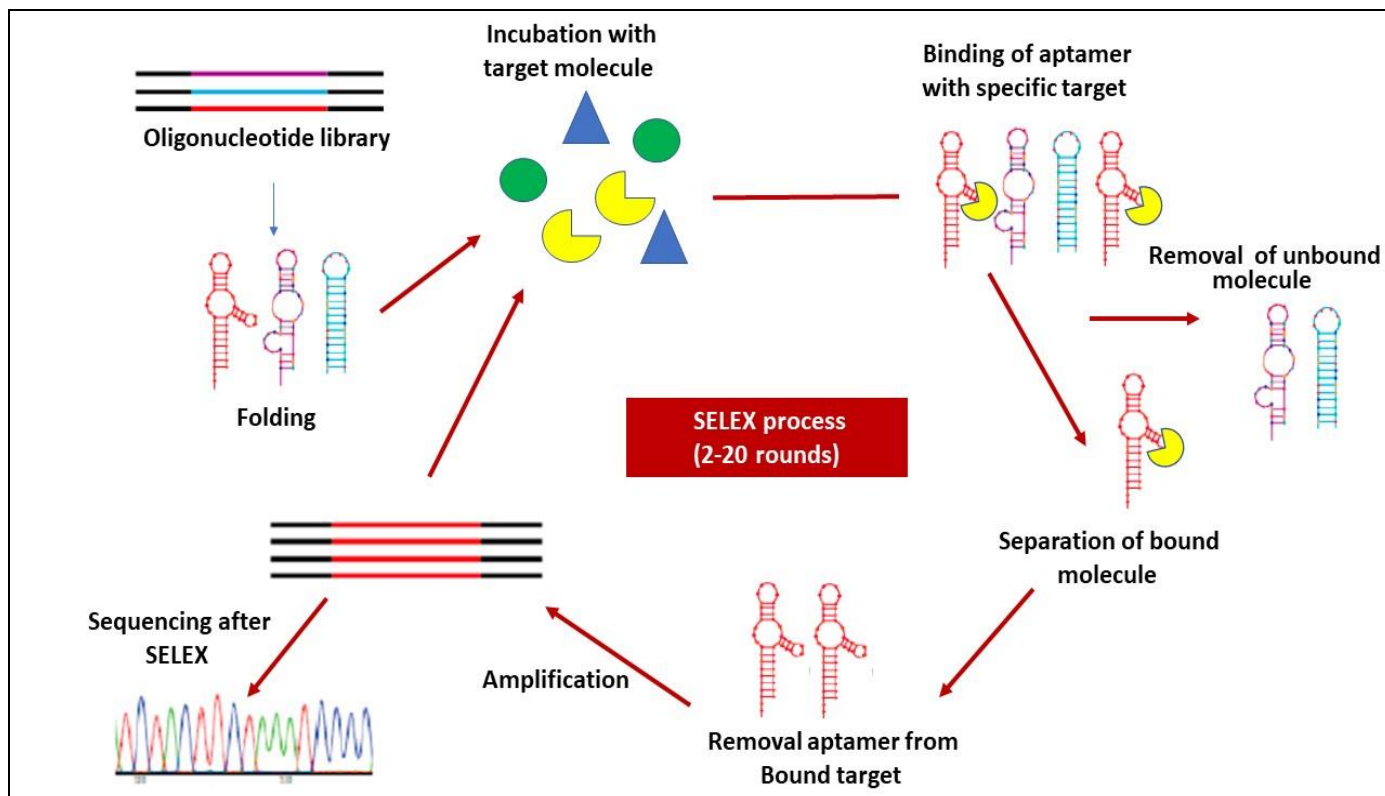 Incubation with
target molecule
Oligonucleotide library
Folding
Binding of aptamer
with specific target
Removal of unbound
molecule
SELEX process
(2-20 rounds)
Separation of bound
molecule
Removal aptamer from
Bound target
Amplification
Sequencing after
SELEX